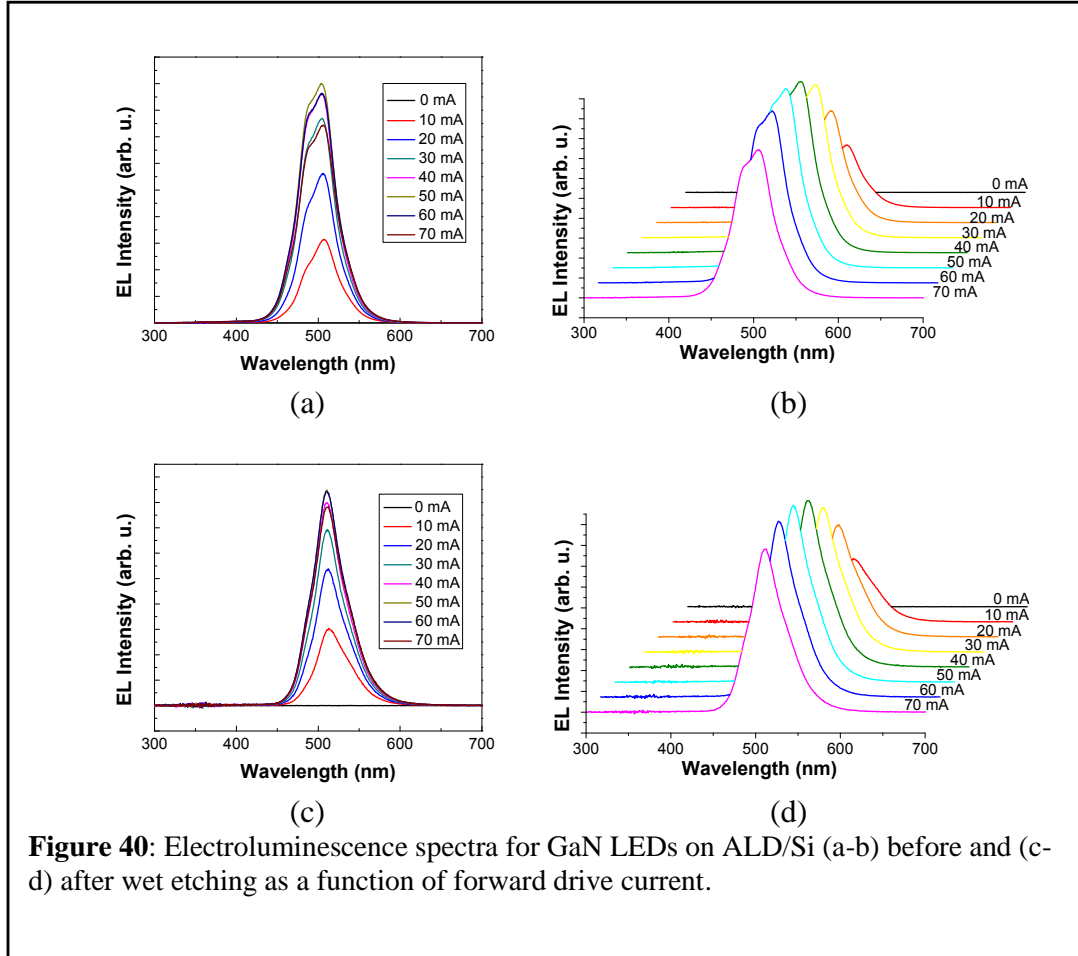 EL Intensity (arb. u.)
0 mA
10 mA
20 mA
30 mA
40 mA
50 mA
60 mA
70 mA
300 400 500 600 700
Wavelength (nm)
(a)
EL Intensity (arb. u.)
0 mA
10 mA
20 mA
30 mA
40 mA
50 mA
60 mA
70 mA
300 400 500 600 700
Wavelength (nm)
(b)
EL Intensity (arb. u.)
0 mA
10 mA
20 mA
30 mA
40 mA
50 mA
60 mA
70 mA
300 400 500 600 700
Wavelength (nm)
(c)
EL Intensity (arb. u.)
0 mA
10 mA
20 mA
30 mA
40 mA
50 mA
60 mA
70 mA
300 400 500 600 700
Wavelength (nm)
(d)
Figure 40: Electroluminescence spectra for GaN LEDs on ALD/Si (a-b) before and (c-
d) after wet etching as a function of forward drive current.